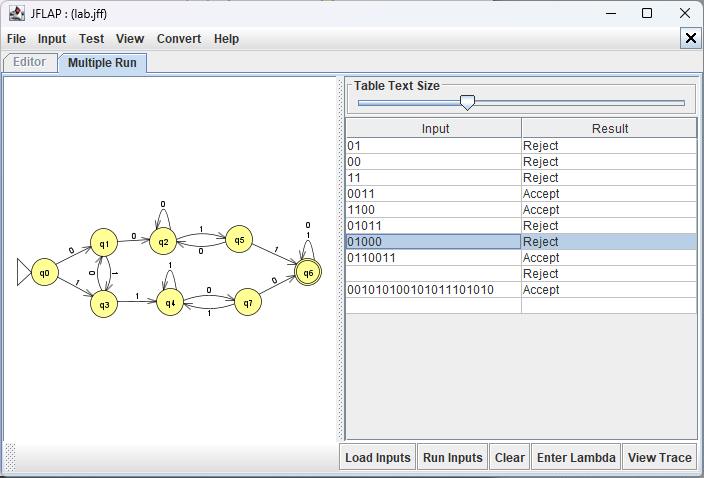 JFLAP : (lab.jff)
File Input Test View Convert Help
Editor Multiple Run
Table Text Size
Input Result
01 Reject
00 Reject
11 Reject
0011 Accept
1100 Accept
01011 Reject
01000 Reject
0110011 Accept
Reject
001010100101011101010 Accept
0 0
1
q0 0 q1 0 q2 1 0 q5 1 q6
0 1
1 q3 1 q4 1 0 1 q7 0
Load Inputs Run Inputs Clear Enter Lambda View Trace